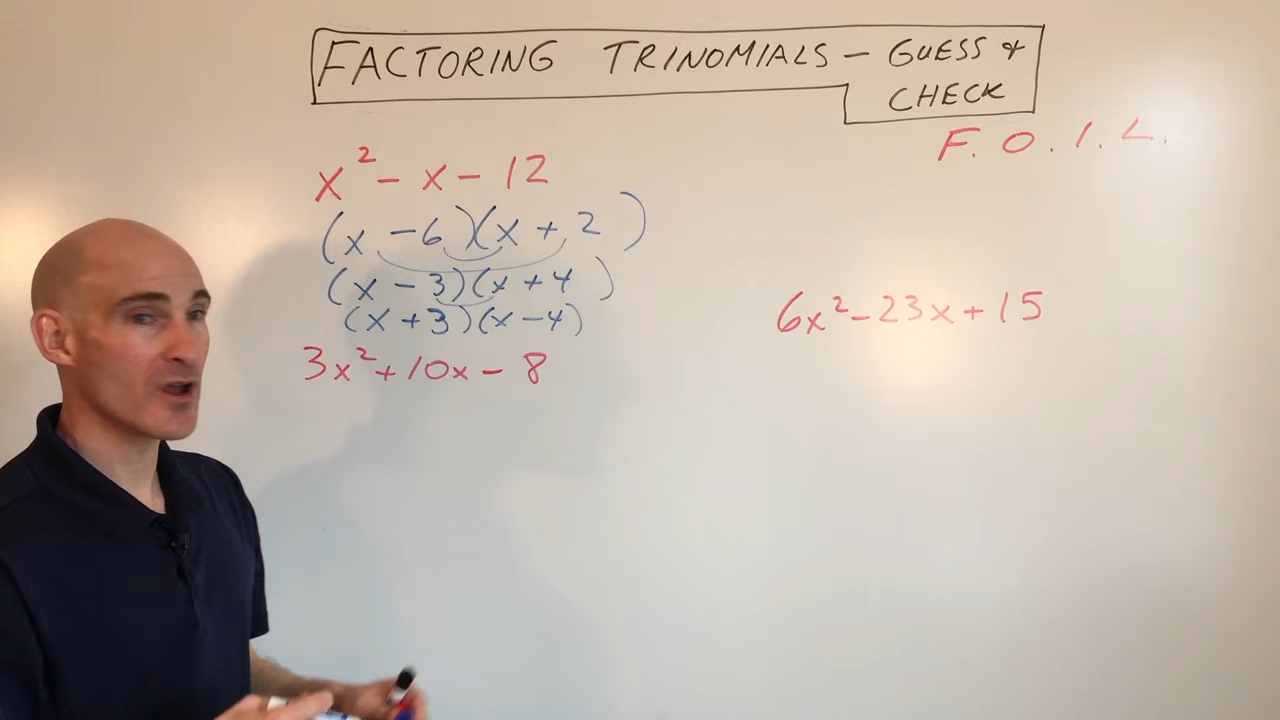 FACTORING TRINOMIALS - GUESS &
CHECK
F. O. I. L.
x² - x - 12
(x - 6)(x + 2)
(x - 3)(x + 4)
(x + 3)(x - 4)
3x² + 10x - 8
6x² - 23x + 15